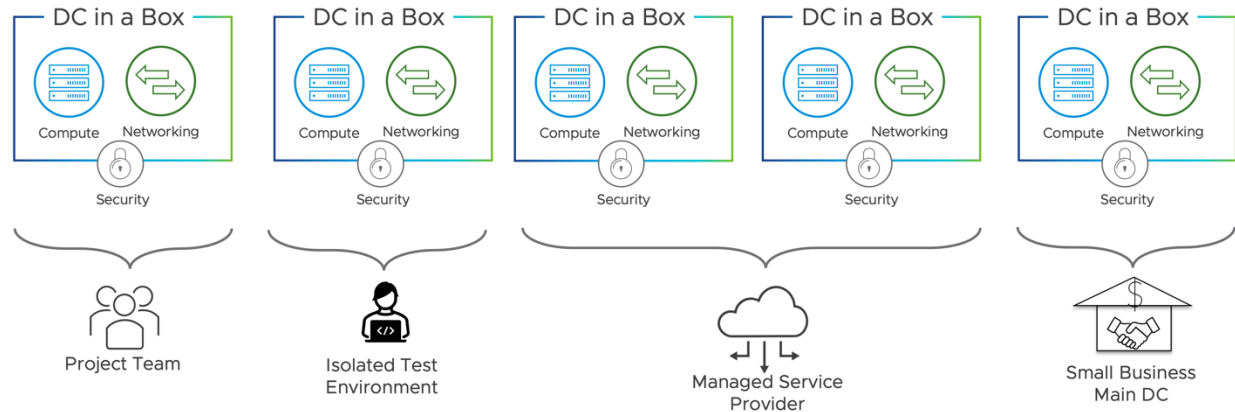 DC in a Box
DC in a Box
DC in a Box
DC in a Box
DC in a Box
Compute
Networking
Compute
Networking
Compute
Networking
Compute
Networking
Compute
Networking
Security
Security
Security
Security
Security
</>
$
Project Team
Isolated Test
Environment
Managed Service
Provider
Small Business
Main DC